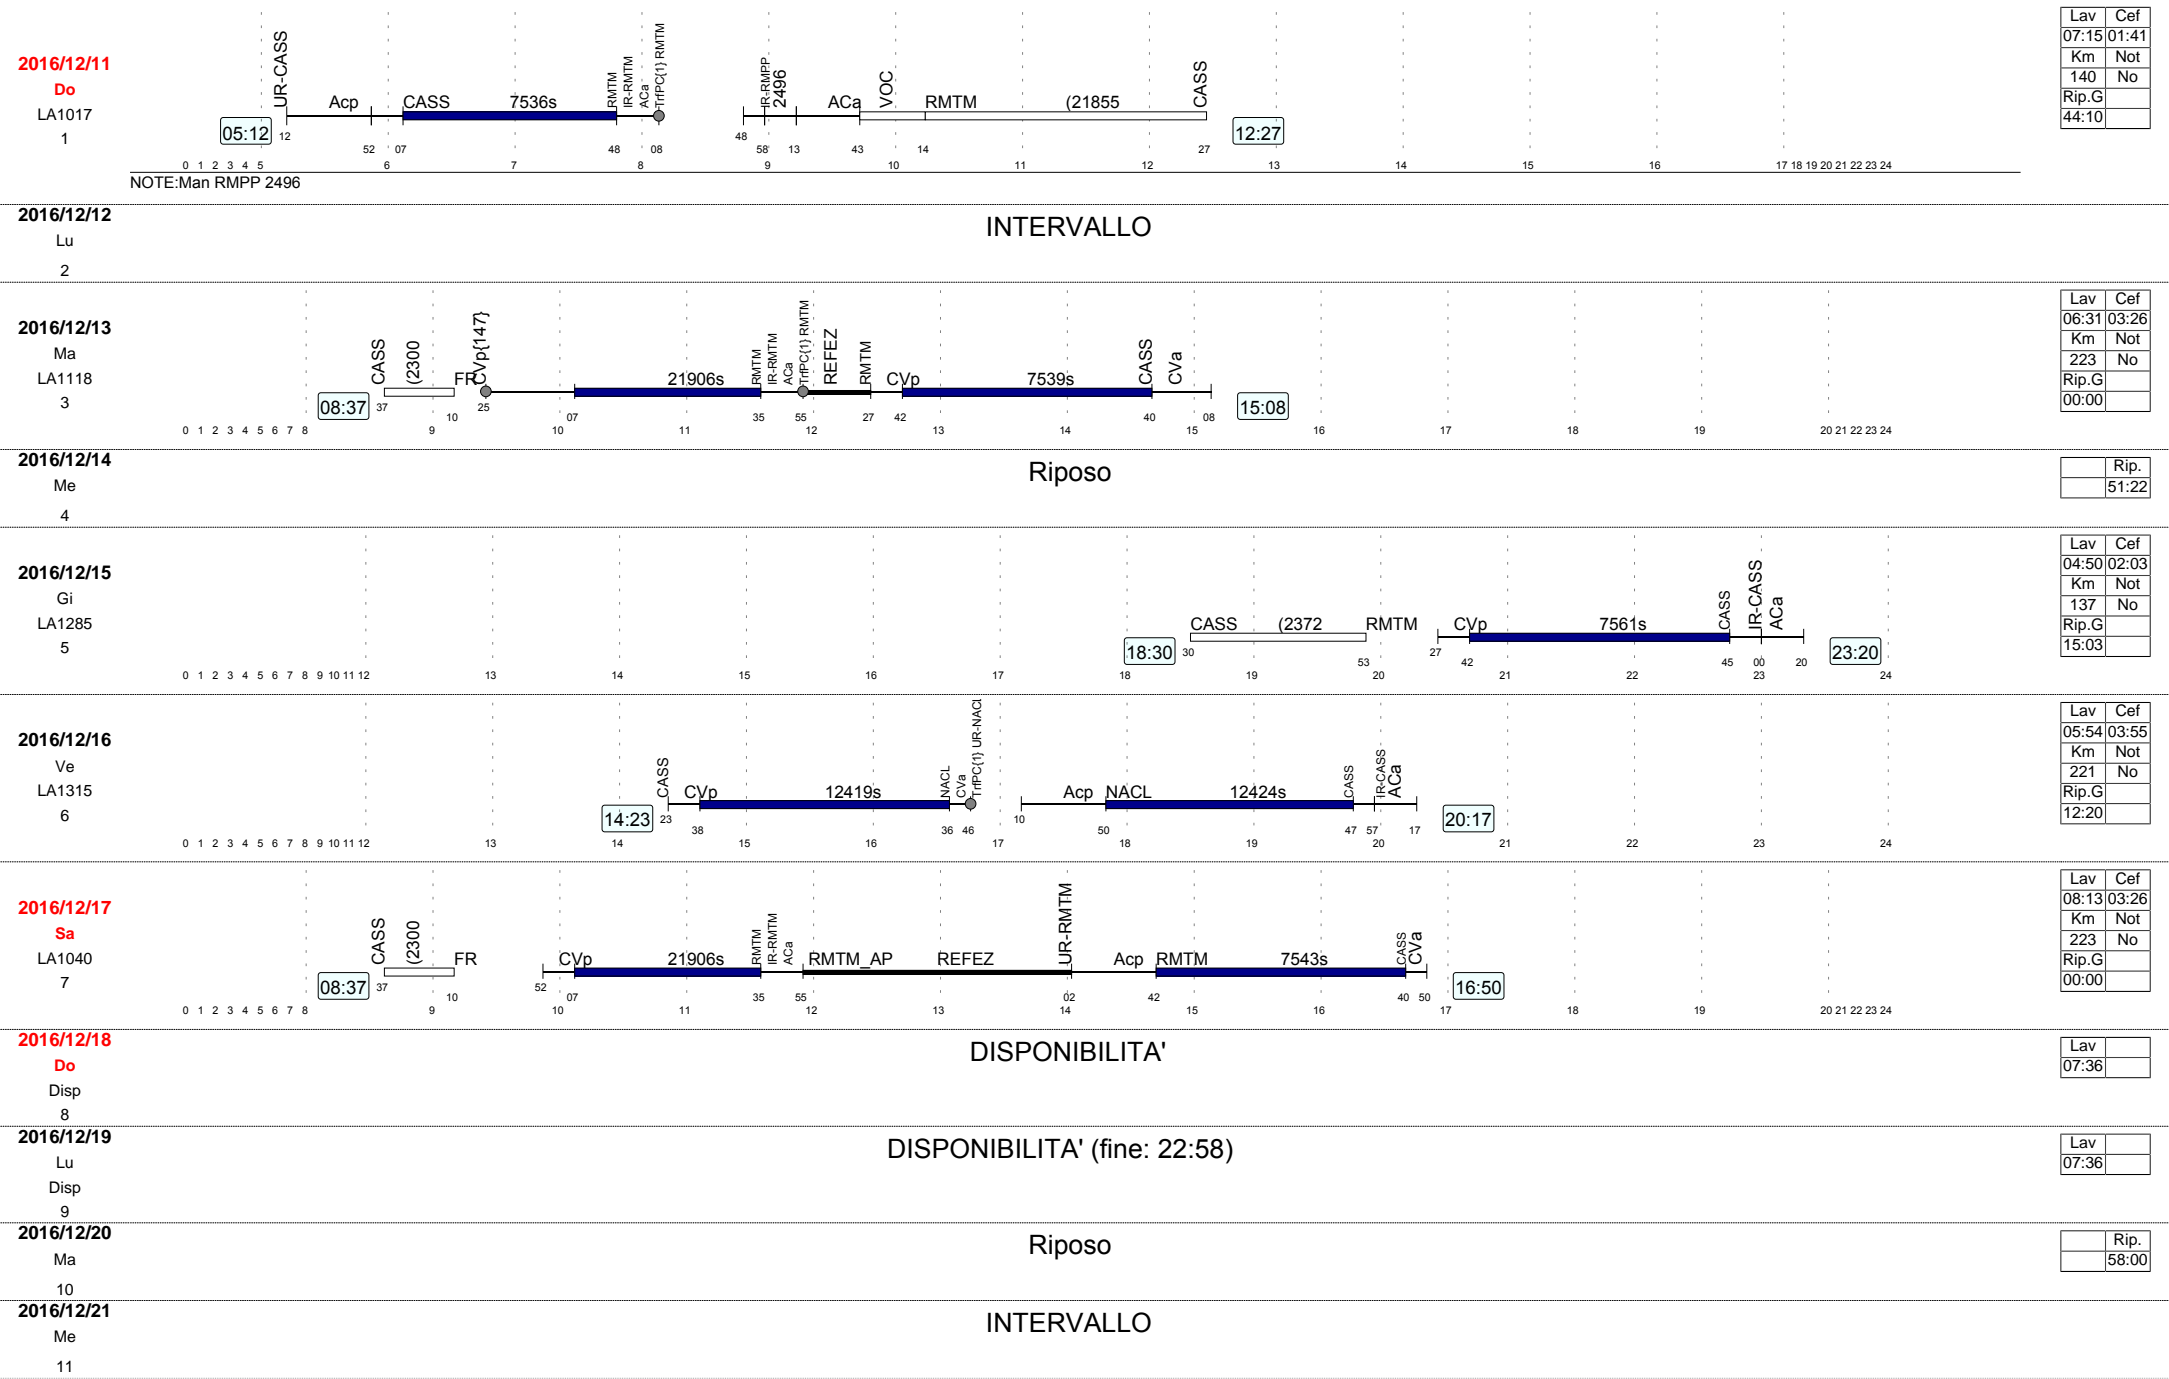 2016/12/11
Do
LA1017
1
05:12
UR-CASS
Acp
CASS
7536s
RMTM
IR-RMTM
ACa
TrfPC{1} RMTM
IR-RMPP
2496
ACa
VOC
RMTM
(21855
CASS
12:27
12 52 07 48 08 48 58 13 43 14 27
0 1 2 3 4 5 6 7 8 9 10 11 12 13 14 15 16 17 18 19 20 21 22 23 24
NOTE:Man RMPP 2496
Lav Cef
07:15 01:41
Km Not
140 No
Rip.G
44:10
2016/12/12
Lu
2
INTERVALLO
2016/12/13
Ma
LA1118
3
08:37
CASS
(2300
FR
CVp{147}
21906s
RMTM
IR-RMTM
ACa
TrfPC{1} RMTM
REFEZ
RMTM
CVp
7539s
CASS
CVa
15:08
37 10 25 07 35 55 27 42 40 08
0 1 2 3 4 5 6 7 8 9 10 11 12 13 14 15 16 17 18 19 20 21 22 23 24
Lav Cef
06:31 03:26
Km Not
223 No
Rip.G
00:00
2016/12/14
Me
4
Riposo
Rip.
51:22
2016/12/15
Gi
LA1285
5
18:30
CASS
(2372
RMTM
CVp
7561s
CASS
IR-CASS
ACa
23:20
30 53 27 42 45 00 20
0 1 2 3 4 5 6 7 8 9 10 11 12 13 14 15 16 17 18 19 20 21 22 23 24
Lav Cef
04:50 02:03
Km Not
137 No
Rip.G
15:03
2016/12/16
Ve
LA1315
6
14:23
CASS
CVp
12419s
NACL
CVa
TrfPC{1} UR-NACL
Acp
NACL
12424s
CASS
IR-CASS
ACa
20:17
23 38 36 46 10 50 47 57 17
0 1 2 3 4 5 6 7 8 9 10 11 12 13 14 15 16 17 18 19 20 21 22 23 24
Lav Cef
05:54 03:55
Km Not
221 No
Rip.G
12:20
2016/12/17
Sa
LA1040
7
08:37
CASS
(2300
FR
CVp
21906s
RMTM
IR-RMTM
ACa
RMTM_AP
REFEZ
UR-RMTM
Acp
RMTM
7543s
CASS
CVa
16:50
37 10 52 07 35 55 02 42 40 50
0 1 2 3 4 5 6 7 8 9 10 11 12 13 14 15 16 17 18 19 20 21 22 23 24
Lav Cef
08:13 03:26
Km Not
223 No
Rip.G
00:00
2016/12/18
Do
Disp
8
DISPONIBILITA'
Lav
07:36
2016/12/19
Lu
Disp
9
DISPONIBILITA' (fine: 22:58)
Lav
07:36
2016/12/20
Ma
10
Riposo
Rip.
58:00
2016/12/21
Me
11
INTERVALLO